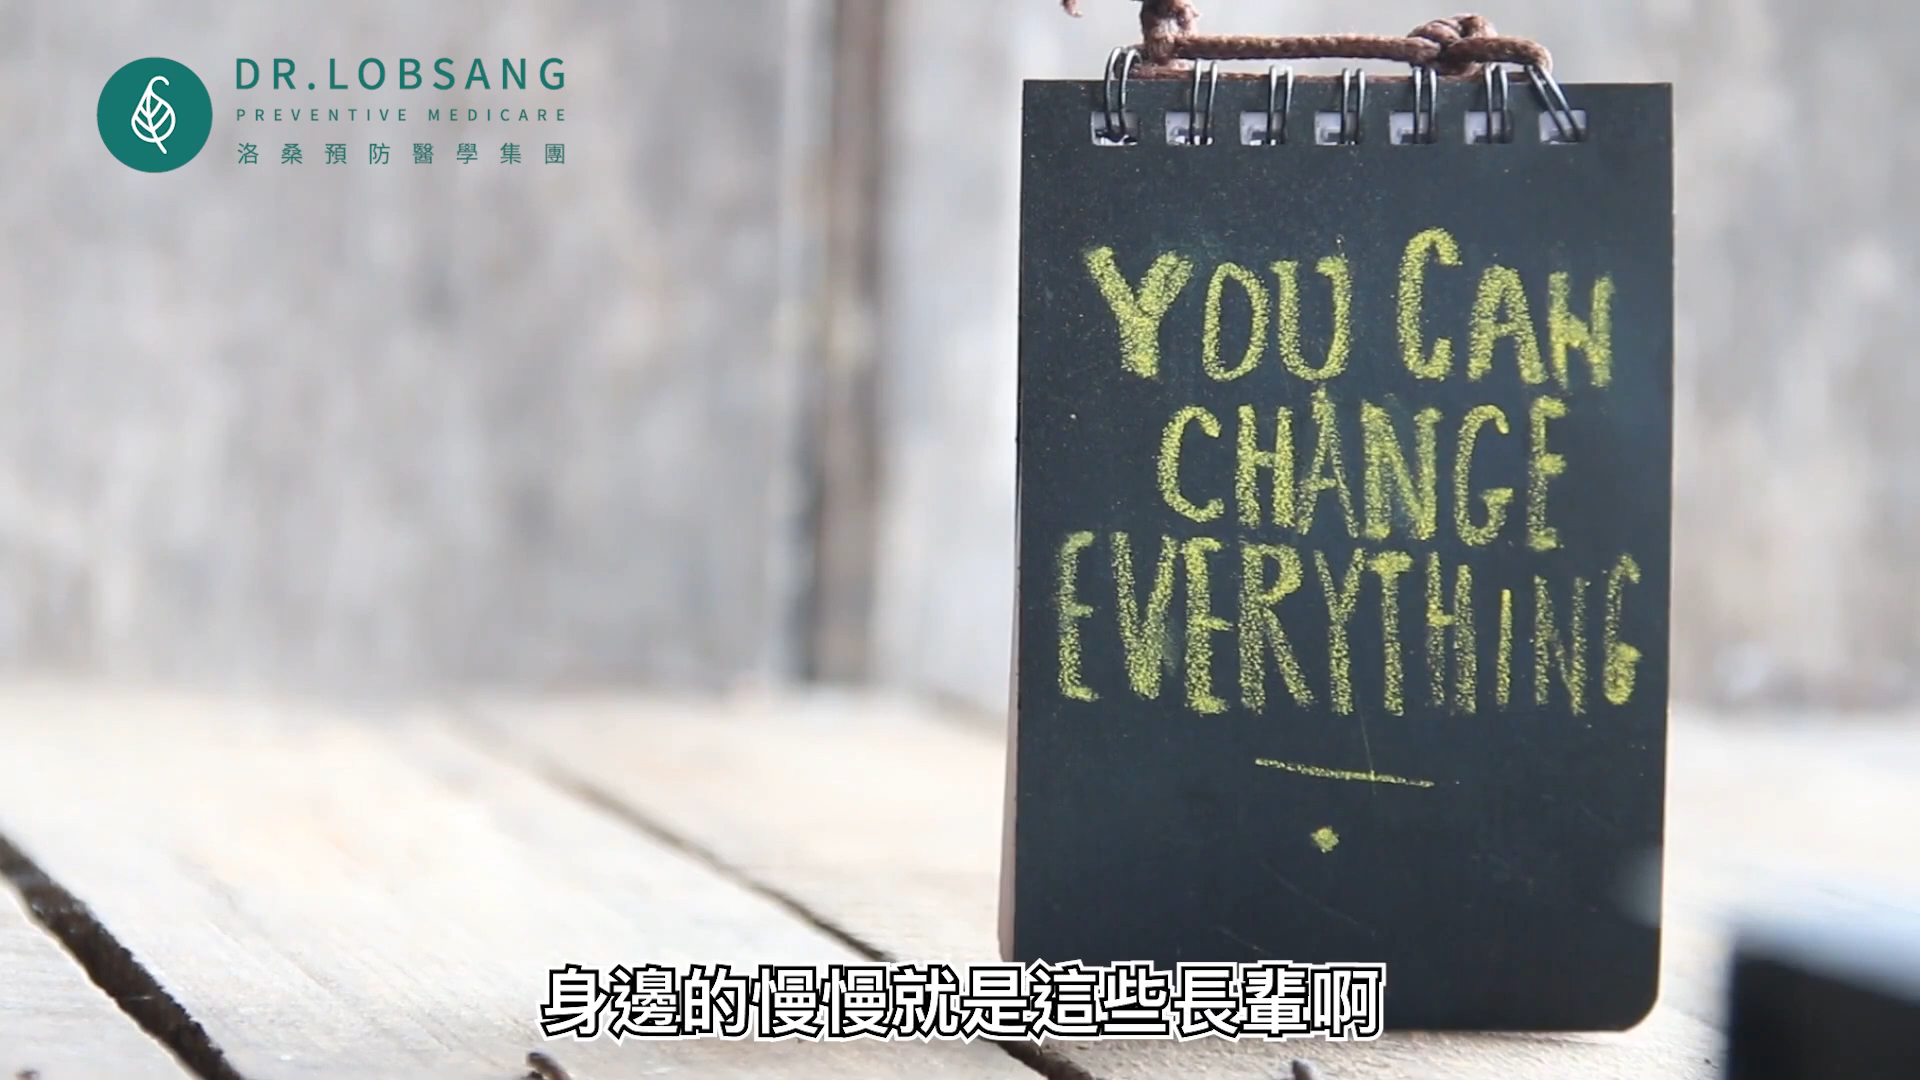 DR.LOBSANG
PREVENTIVE MEDICARE
洛桑預防醫學集團
YOU CAN
CHANGE
EVERYTHING
身邊的慢慢就是這些長輩啊